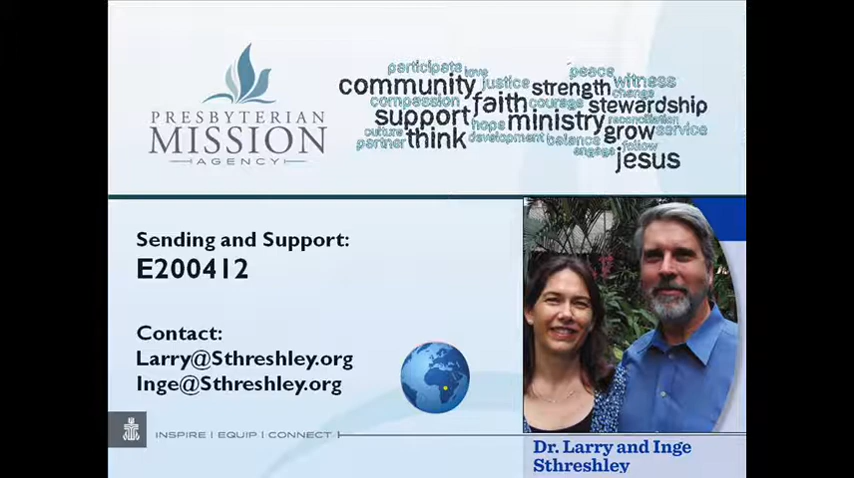 PRESBYTERIAN
MISSION
AGENCY
participate love
community justice strength peace witness
compassion faith courage change stewardship
support hope ministry reconciliation
culture think development balance grow service
partner engage follow
jesus
Sending and Support:
E200412
Contact:
Larry@Sthreshley.org
Inge@Sthreshley.org
INSPIRE | EQUIP | CONNECT
Dr. Larry and Inge
Sthreshley